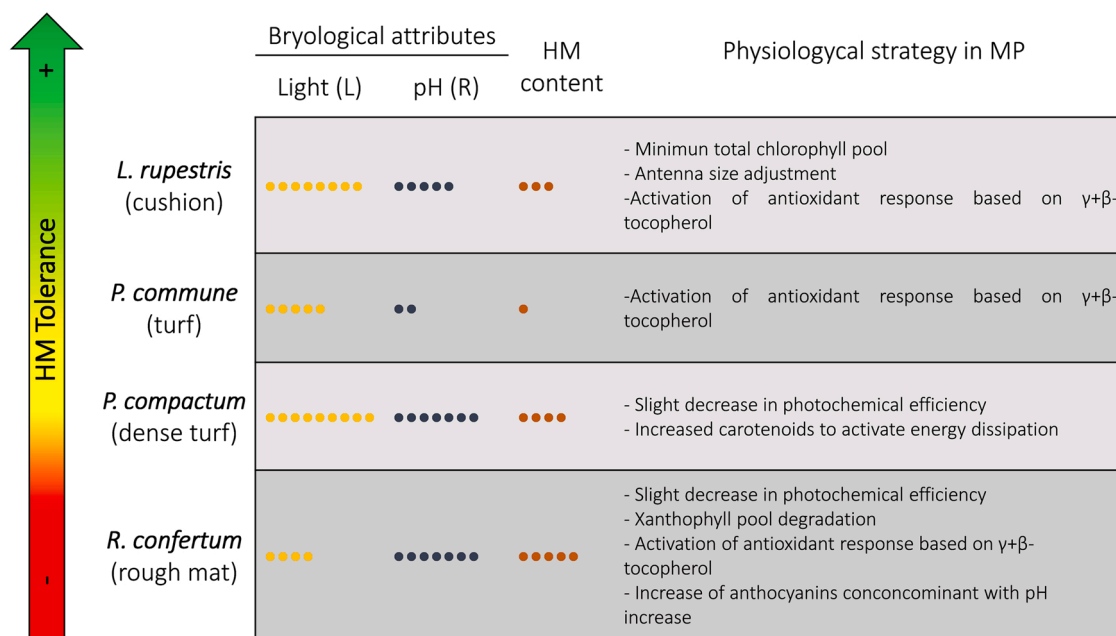 Bryological attributes
HM
content
Physiologycal strategy in MP
Light (L)
pH (R)
+
HM Tolerance
-
L. rupestris
(cushion)
- Minimun total chlorophyll pool
- Antenna size adjustment
-Activation of antioxidant response based on γ+β-
tocopherol
P. commune
(turf)
-Activation of antioxidant response based on γ+β-
tocopherol
P. compactum
(dense turf)
- Slight decrease in photochemical efficiency
- Increased carotenoids to activate energy dissipation
R. confertum
(rough mat)
- Slight decrease in photochemical efficiency
- Xanthophyll pool degradation
- Activation of antioxidant response based on γ+β-
tocopherol
- Increase of anthocyanins conconcominant with pH
increase